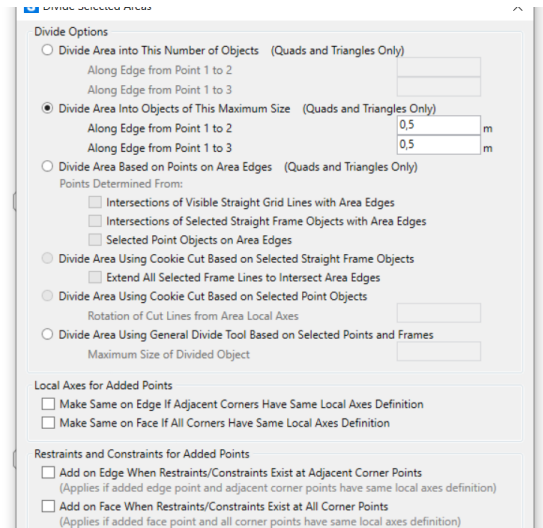 Divide Selected Areas
Divide Options
Divide Area into This Number of Objects (Quads and Triangles Only)
Along Edge from Point 1 to 2
Along Edge from Point 1 to 3
Divide Area Into Objects of This Maximum Size (Quads and Triangles Only)
Along Edge from Point 1 to 2 0,5 m
Along Edge from Point 1 to 3 0,5 m
Divide Area Based on Points on Area Edges (Quads and Triangles Only)
Points Determined From:
Intersections of Visible Straight Grid Lines with Area Edges
Intersections of Selected Straight Frame Objects with Area Edges
Selected Point Objects on Area Edges
Divide Area Using Cookie Cut Based on Selected Straight Frame Objects
Extend All Selected Frame Lines to Intersect Area Edges
Divide Area Using Cookie Cut Based on Selected Point Objects
Rotation of Cut Lines from Area Local Axes
Divide Area Using General Divide Tool Based on Selected Points and Frames
Maximum Size of Divided Object
Local Axes for Added Points
Make Same on Edge If Adjacent Corners Have Same Local Axes Definition
Make Same on Face If All Corners Have Same Local Axes Definition
Restraints and Constraints for Added Points
Add on Edge When Restraints/Constraints Exist at Adjacent Corner Points
(Applies if added edge point and adjacent corner points have same local axes definition)
Add on Face When Restraints/Constraints Exist at All Corner Points
(Applies if added face point and all corner points have same local axes definition)